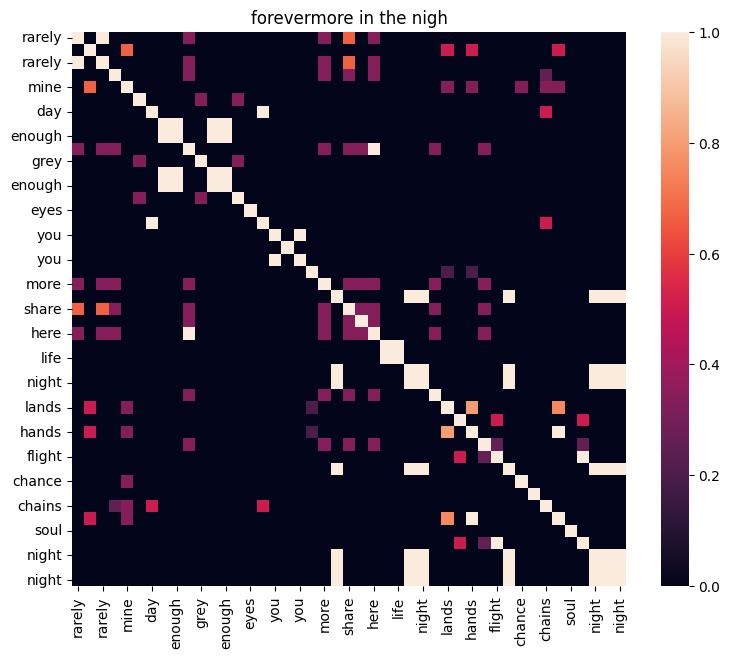 forevermore in the nigh
rarely
rarely
mine
day
enough
grey
enough
eyes
you
you
more
share
here
life
night
lands
hands
flight
chance
chains
soul
night
night
rarely
rarely
mine
day
enough
grey
enough
eyes
you
you
more
share
here
life
night
lands
hands
flight
chance
chains
soul
night
night
1.0
0.8
0.6
0.4
0.2
0.0